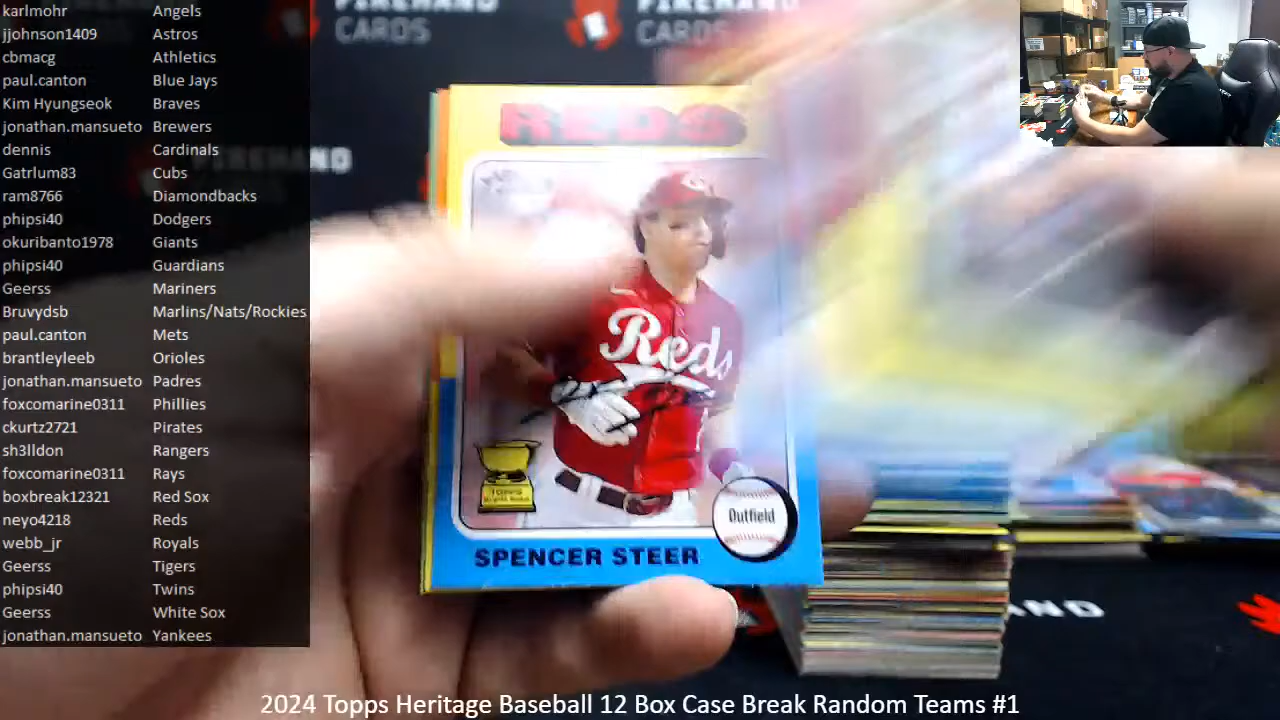 karlmohr Angels
jjohnson1409 Astros
cbmacg Athletics
paul.canton Blue Jays
Kim Hyungseok Braves
jonathan.mansueto Brewers
dennis Cardinals
Gatrlum83 Cubs
ram8766 Diamondbacks
phipsi40 Dodgers
okuribanto1978 Giants
phipsi40 Guardians
Geerss Mariners
Bruvydsb Marlins/Nats/Rockies
paul.canton Mets
brantleyleeb Orioles
jonathan.mansueto Padres
foxcomarine0311 Phillies
ckurtz2721 Pirates
sh3lldon Rangers
foxcomarine0311 Rays
boxbreak12321 Red Sox
neyo4218 Reds
webb_jr Royals
Geerss Tigers
phipsi40 Twins
Geerss White Sox
jonathan.mansueto Yankees
FIREHAND
CARDS
FIREHAND
CARDS
REDS
Reds
TOPPS
Outfield
SPENCER STEER
2024 Topps Heritage Baseball 12 Box Case Break Random Teams #1